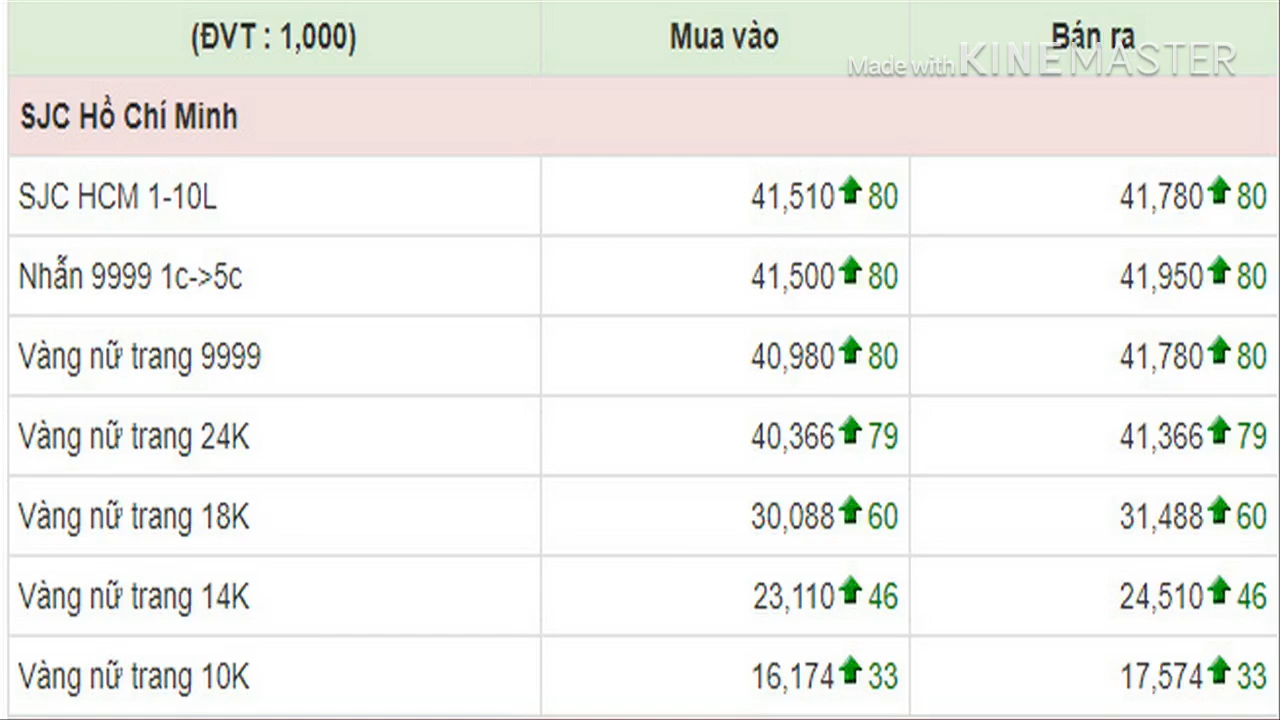 (ĐVT : 1,000) Mua vào Bán ra
Made with KINEMASTER
SJC Hồ Chí Minh
SJC HCM 1-10L 41,510 80 41,780 80
Nhẫn 9999 1c->5c 41,500 80 41,950 80
Vàng nữ trang 9999 40,980 80 41,780 80
Vàng nữ trang 24K 40,366 79 41,366 79
Vàng nữ trang 18K 30,088 60 31,488 60
Vàng nữ trang 14K 23,110 46 24,510 46
Vàng nữ trang 10K 16,174 33 17,574 33